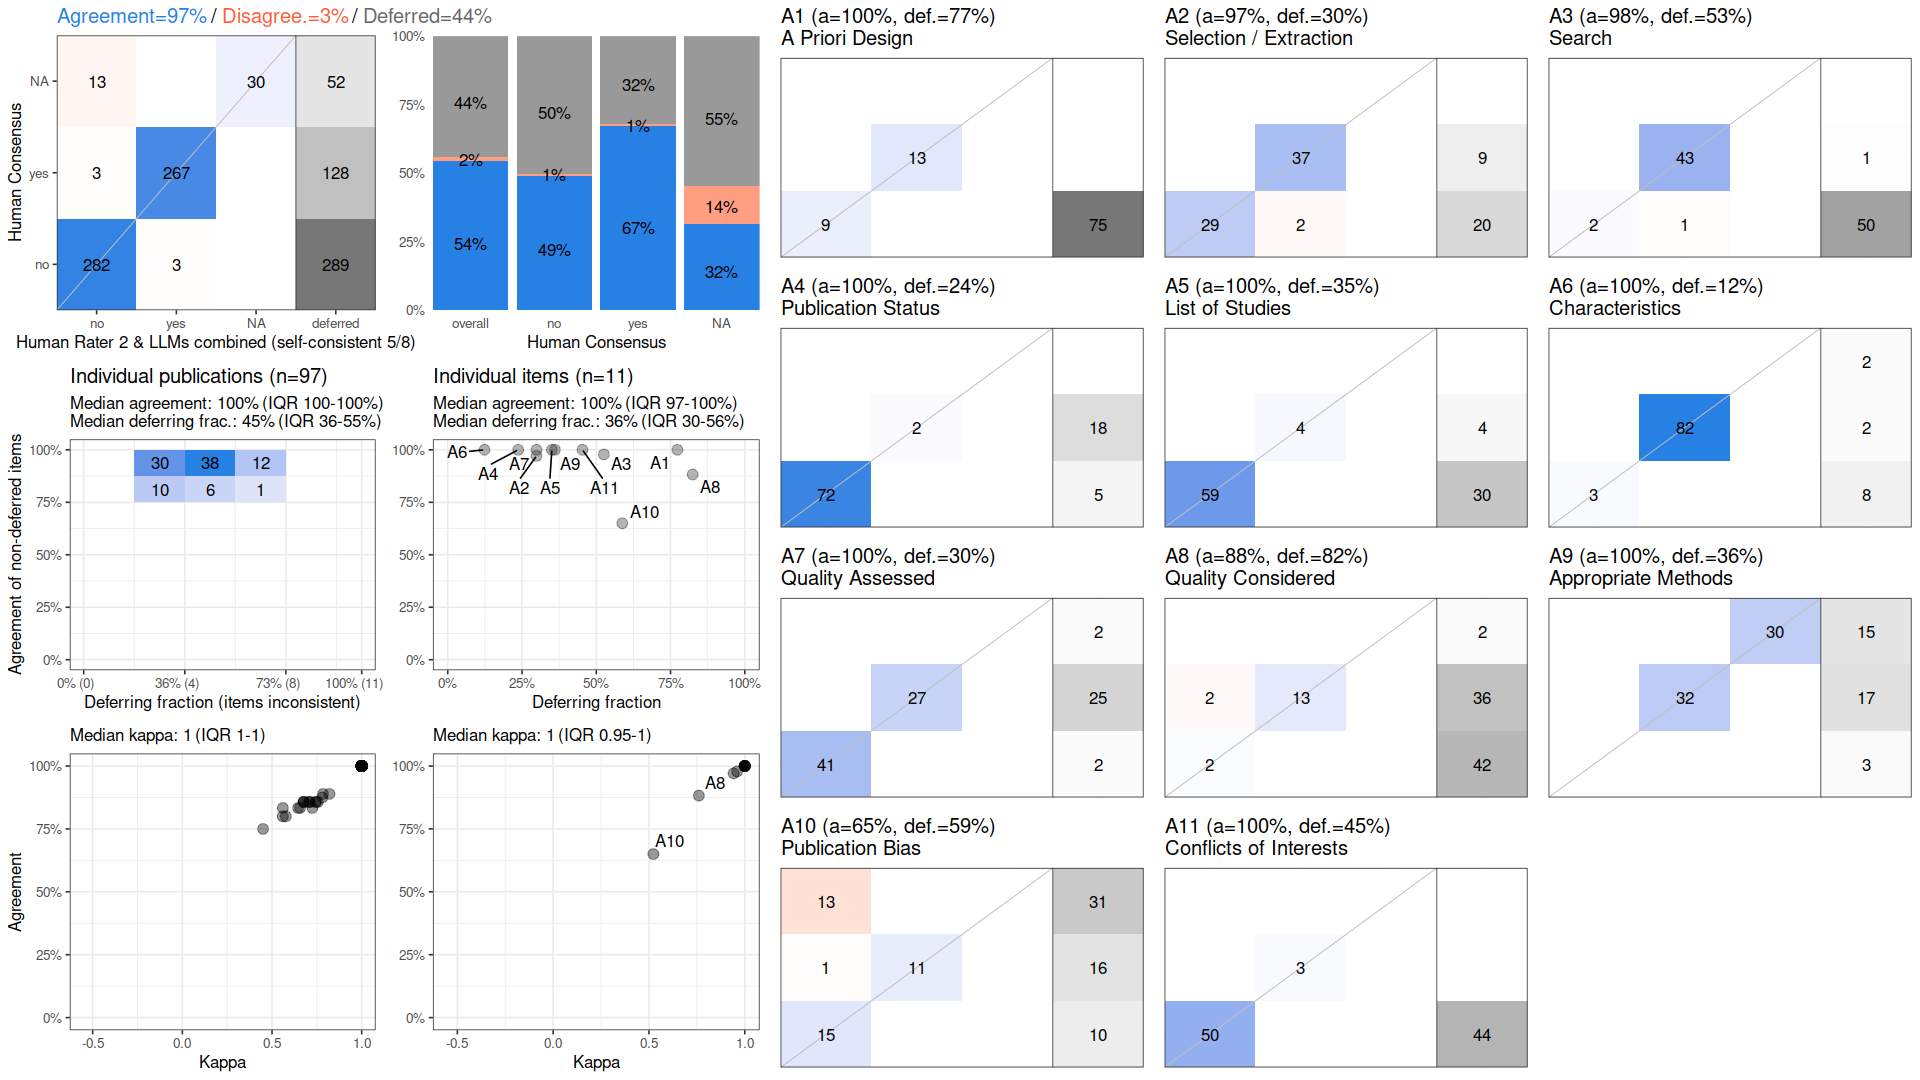 Agreement=97% / Disagree.=3% / Deferred=44%
Human Consensus
NA
yes
no
13
30
52
3
267
128
282
3
289
no
yes
NA
deferred
Human Rater 2 & LLMs combined (self-consistent 5/8)
100%
75%
50%
25%
0%
44%
2%
54%
50%
1%
49%
32%
1%
67%
55%
14%
32%
overall
no
yes
NA
Human Consensus
Individual publications (n=97)
Median agreement: 100% (IQR 100-100%)
Median deferring frac.: 45% (IQR 36-55%)
Agreement of non-deferred items
100%
75%
50%
25%
0%
30
38
12
10
6
1
0% (0)
36% (4)
73% (8)
100% (11)
Deferring fraction (items inconsistent)
Individual items (n=11)
Median agreement: 100% (IQR 97-100%)
Median deferring frac.: 36% (IQR 30-56%)
100%
75%
50%
25%
0%
A6
A4
A7
A2
A5
A9
A11
A3
A1
A8
A10
0%
25%
50%
75%
100%
Deferring fraction
Median kappa: 1 (IQR 1-1)
Agreement
100%
75%
50%
25%
0%
-0.5
0.0
0.5
1.0
Kappa
Median kappa: 1 (IQR 0.95-1)
100%
75%
50%
25%
0%
A8
A10
-0.5
0.0
0.5
1.0
Kappa
A1 (a=100%, def.=77%)
A Priori Design
13
9
75
A2 (a=97%, def.=30%)
Selection / Extraction
37
9
29
2
20
A3 (a=98%, def.=53%)
Search
43
1
2
1
50
A4 (a=100%, def.=24%)
Publication Status
2
18
72
5
A5 (a=100%, def.=35%)
List of Studies
4
4
59
30
A6 (a=100%, def.=12%)
Characteristics
2
82
2
3
8
A7 (a=100%, def.=30%)
Quality Assessed
2
27
25
41
2
A8 (a=88%, def.=82%)
Quality Considered
2
2
13
36
2
42
A9 (a=100%, def.=36%)
Appropriate Methods
30
15
32
17
3
A10 (a=65%, def.=59%)
Publication Bias
13
31
1
11
16
15
10
A11 (a=100%, def.=45%)
Conflicts of Interests
3
50
44